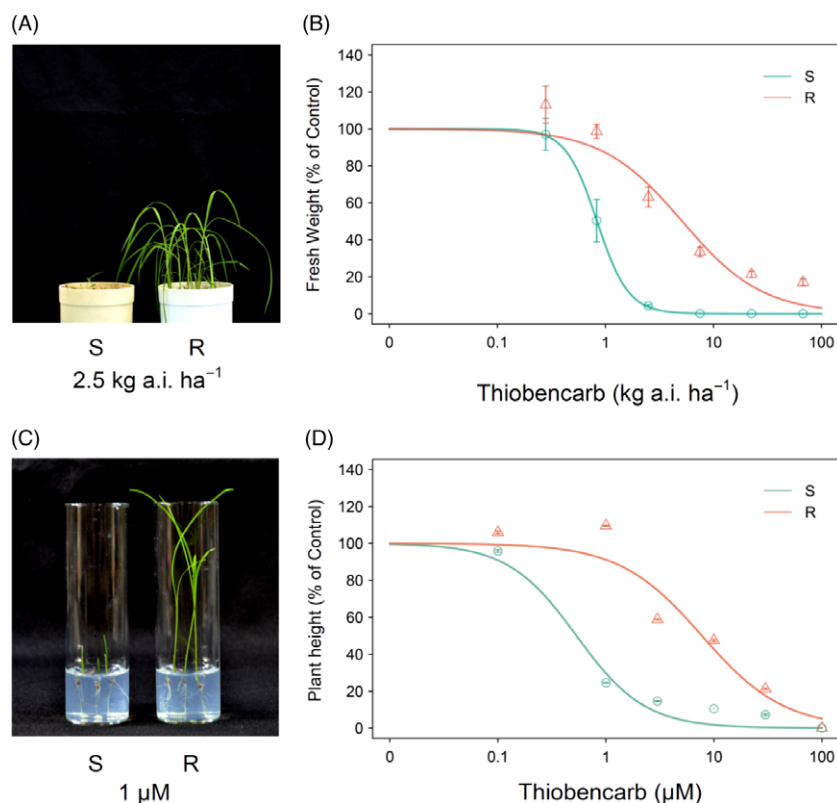 (A)
S R
2.5 kg a.i. ha⁻¹
(B)
Fresh Weight (% of Control)
140
120
100
80
60
40
20
0
S
R
0 0.1 1 10 100
Thiobencarb (kg a.i. ha⁻¹)
(C)
S R
1 µM
(D)
Plant height (% of Control)
140
120
100
80
60
40
20
0
S
R
0 0.1 1 10 100
Thiobencarb (µM)